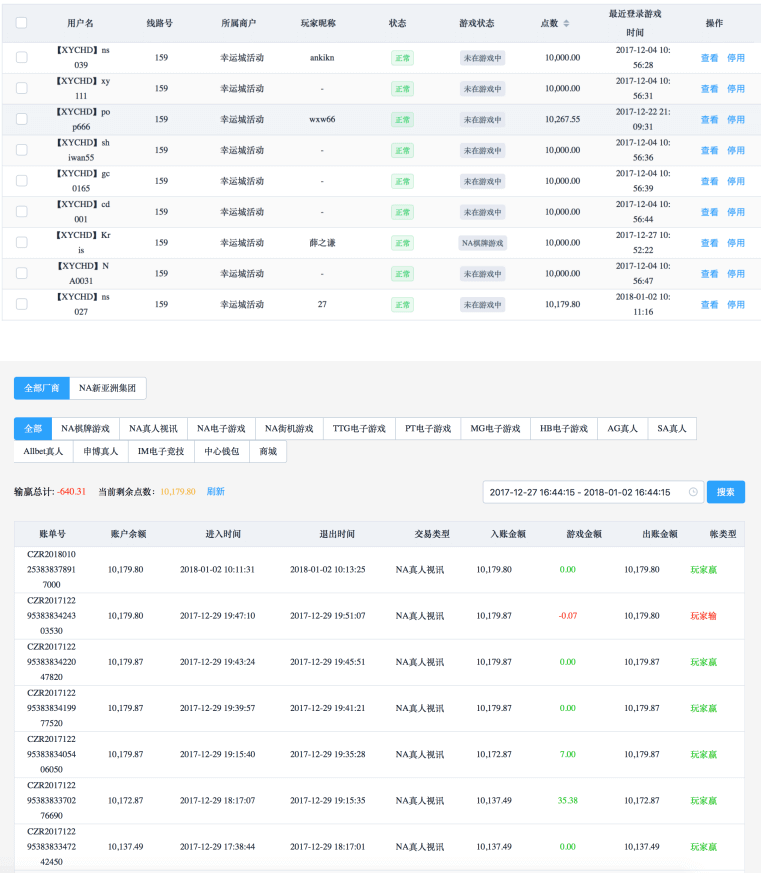 用户名 线路号 所属商户 玩家昵称 状态 游戏状态 点数 最近登录游戏 操作
时间
【XYCHD】ns 159 幸运城活动 ankikn 正常 未在游戏中 10,000.00 2017-12-04 10: 查看 停用
039 56:28
【XYCHD】xy 159 幸运城活动 - 正常 未在游戏中 10,000.00 2017-12-04 10: 查看 停用
111 56:31
【XYCHD】po 159 幸运城活动 wxw66 正常 未在游戏中 10,267.55 2017-12-22 21: 查看 停用
p666 09:31
【XYCHD】sh 159 幸运城活动 - 正常 未在游戏中 10,000.00 2017-12-04 10: 查看 停用
iwan55 56:36
【XYCHD】gc 159 幸运城活动 - 正常 未在游戏中 10,000.00 2017-12-04 10: 查看 停用
0165 56:39
【XYCHD】cd 159 幸运城活动 - 正常 未在游戏中 10,000.00 2017-12-04 10: 查看 停用
001 56:44
【XYCHD】Kr 159 幸运城活动 薛之谦 正常 NA棋牌游戏 10,000.00 2017-12-27 10: 查看 停用
is 52:22
【XYCHD】N 159 幸运城活动 - 正常 未在游戏中 10,000.00 2017-12-04 10: 查看 停用
A0031 56:47
【XYCHD】ns 159 幸运城活动 27 正常 未在游戏中 10,179.80 2018-01-02 10: 查看 停用
027 11:16
全部厂商 NA新亚洲集团
全部 NA棋牌游戏 NA真人视讯 NA电子游戏 NA街机游戏 TTG电子游戏 PT电子游戏 MG电子游戏 HB电子游戏 AG真人 SA真人
Allbet真人 申博真人 IM电子竞技 中心钱包 商城
输赢总计: -640.31 当前剩余点数: 10,179.80 刷新 2017-12-27 16:44:15 - 2018-01-02 16:44:15 搜索
账单号 账户余额 进入时间 退出时间 交易类型 入账金额 游戏金额 出账金额 帐类型
CZR2018010
25383837891 10,179.80 2018-01-02 10:11:31 2018-01-02 10:13:25 NA真人视讯 10,179.80 0.00 10,179.80 玩家赢
7000
CZR2017122
95383834243 10,179.80 2017-12-29 19:47:10 2017-12-29 19:51:07 NA真人视讯 10,179.87 -0.07 10,179.80 玩家输
03530
CZR2017122
95383834220 10,179.87 2017-12-29 19:43:24 2017-12-29 19:45:51 NA真人视讯 10,179.87 0.00 10,179.87 玩家赢
47820
CZR2017122
95383834199 10,179.87 2017-12-29 19:39:57 2017-12-29 19:41:21 NA真人视讯 10,179.87 0.00 10,179.87 玩家赢
77520
CZR2017122
95383834054 10,179.87 2017-12-29 19:15:40 2017-12-29 19:35:28 NA真人视讯 10,172.87 7.00 10,179.87 玩家赢
06050
CZR2017122
95383833702 10,172.87 2017-12-29 18:17:07 2017-12-29 19:15:35 NA真人视讯 10,137.49 35.38 10,172.87 玩家赢
76690
CZR2017122
95383833472 10,137.49 2017-12-29 17:38:44 2017-12-29 18:17:01 NA真人视讯 10,137.49 0.00 10,137.49 玩家赢
42450